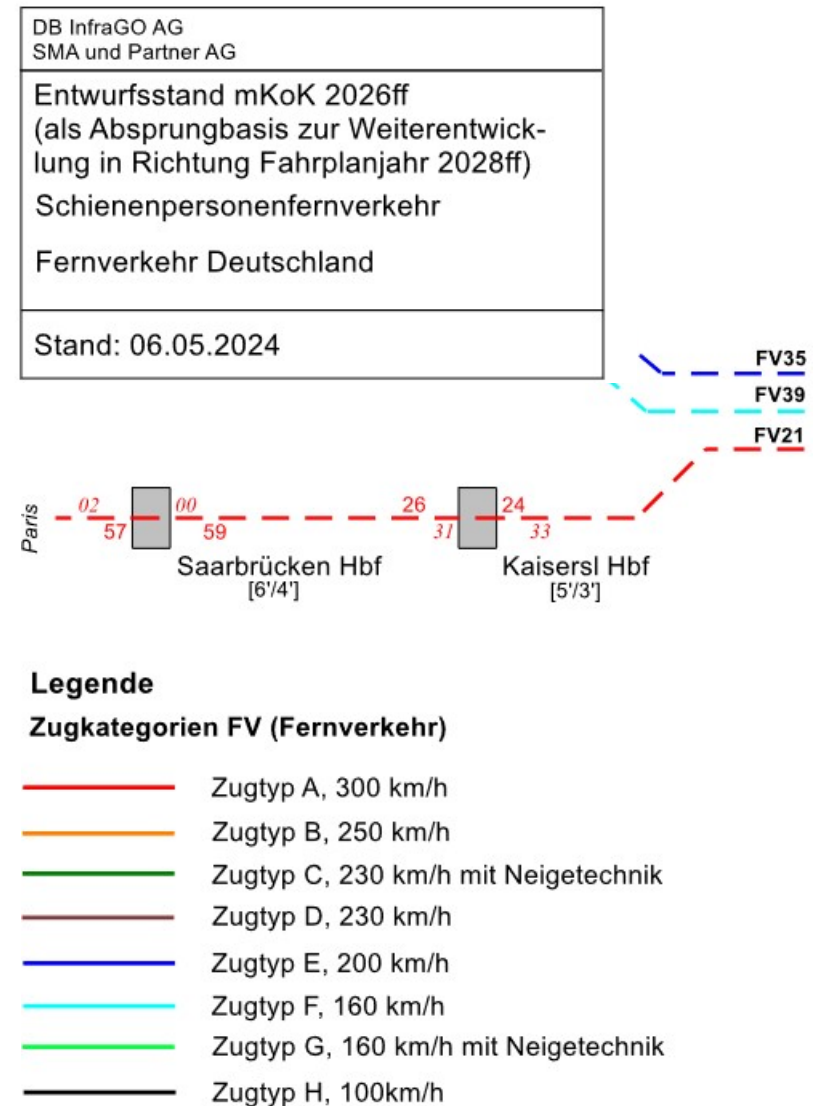 DB InfraGO AG
SMA und Partner AG
Entwurfsstand mKoK 2026ff
(als Absprungbasis zur Weiterentwick-
lung in Richtung Fahrplanjahr 2028ff)
Schienenpersonenfernverkehr
Fernverkehr Deutschland
Stand: 06.05.2024
FV35
FV39
FV21
Paris
02
00
26
24
57
59
31
33
Saarbrücken Hbf
[6'/4']
Kaisersl Hbf
[5'/3']
Legende
Zugkategorien FV (Fernverkehr)
Zugtyp A, 300 km/h
Zugtyp B, 250 km/h
Zugtyp C, 230 km/h mit Neigetechnik
Zugtyp D, 230 km/h
Zugtyp E, 200 km/h
Zugtyp F, 160 km/h
Zugtyp G, 160 km/h mit Neigetechnik
Zugtyp H, 100km/h